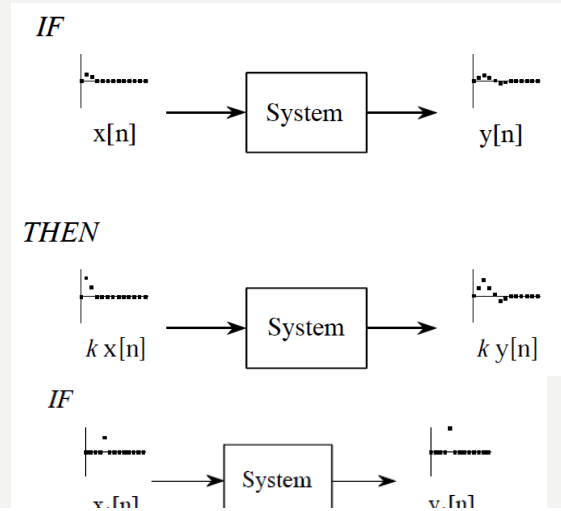 IF
System
x[n]
y[n]
THEN
System
k x[n]
k y[n]
IF
System